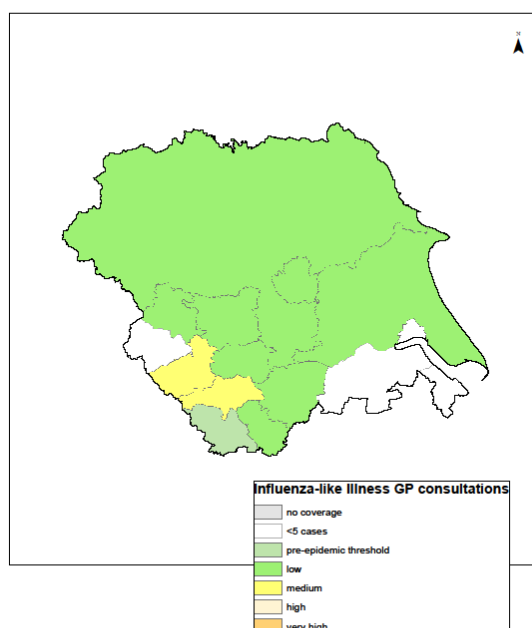 N
Influenza-like Illness GP consultations
no coverage
<5 cases
pre-epidemic threshold
low
medium
high
very high